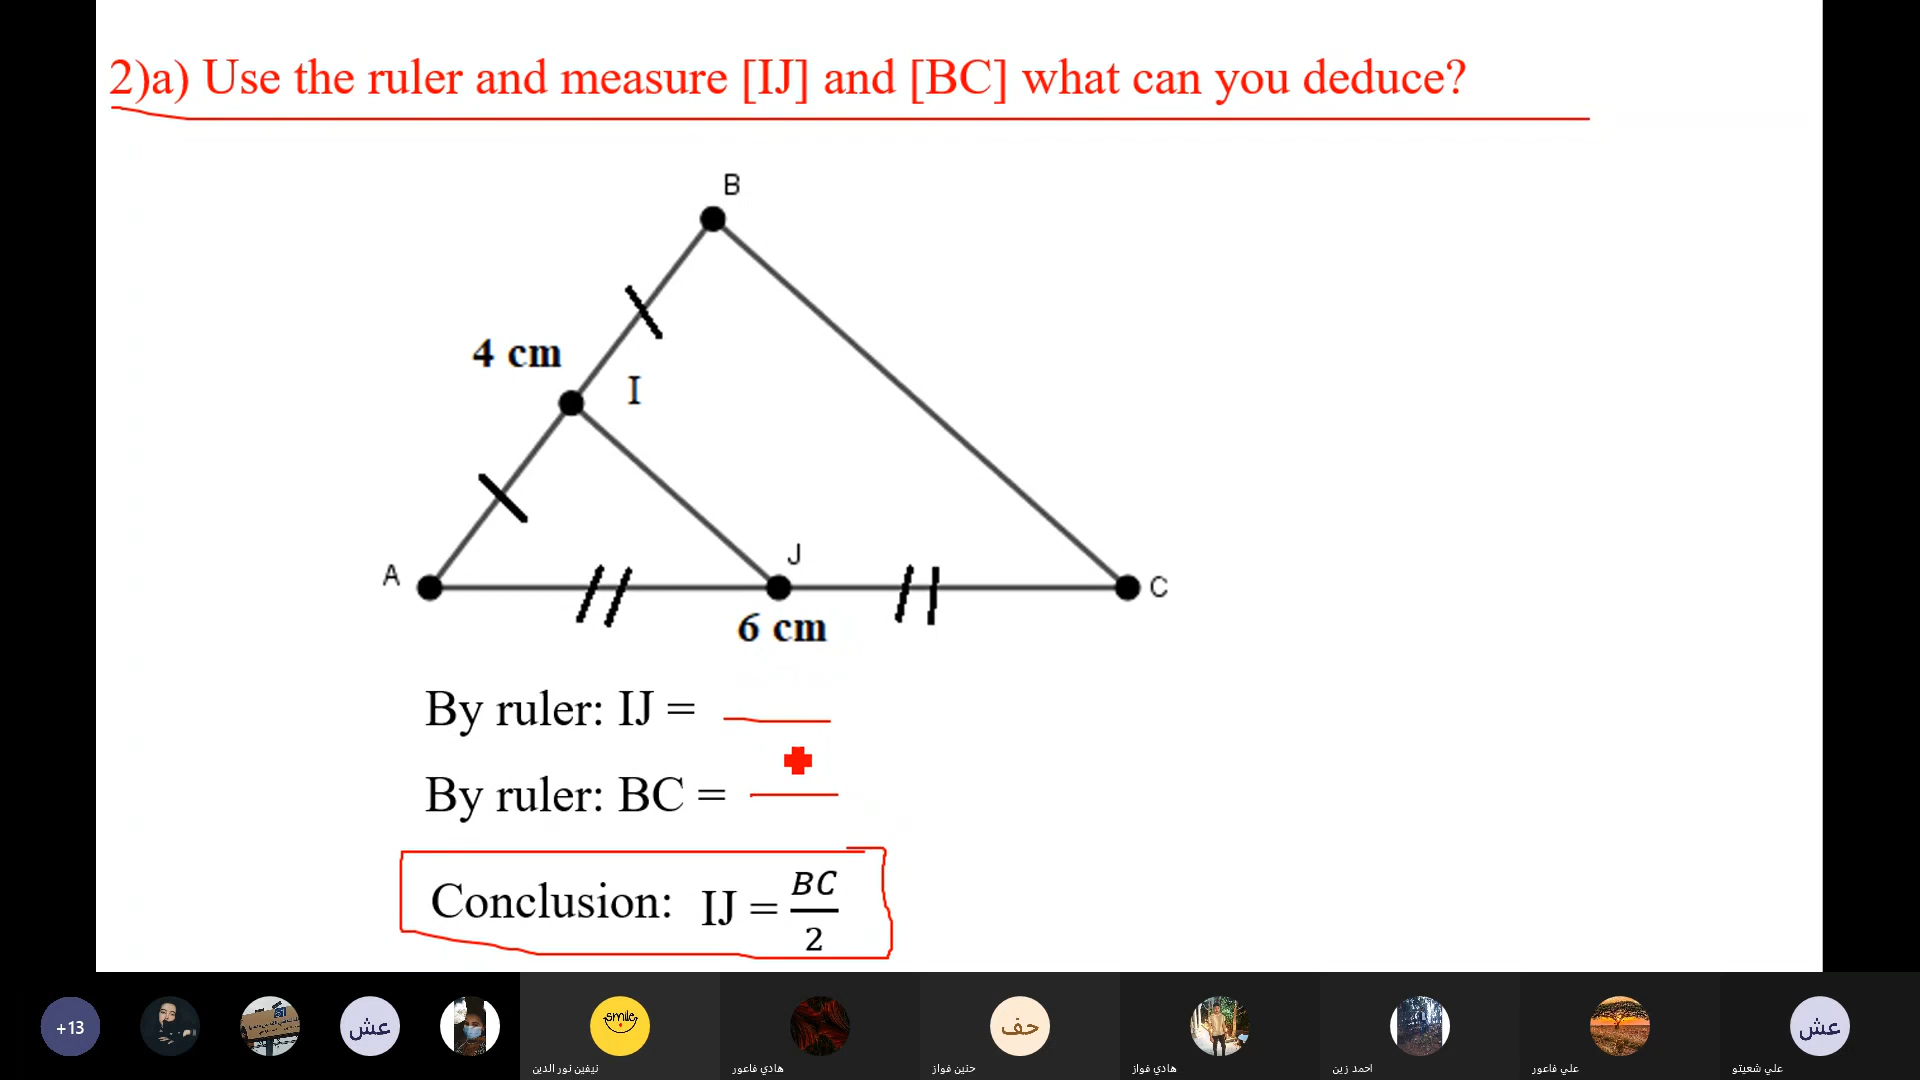 2)a) Use the ruler and measure [IJ] and [BC] what can you deduce?
B
4 cm
I
A
J
C
6 cm
By ruler: IJ =
By ruler: BC =
Conclusion: IJ = BC/2
+13
عش
smile
حف
عش
نيفين نور الدين
هادي فاعور
حنين فواز
هادي فواز
احمد زين
علي فاعور
علي شعيتو